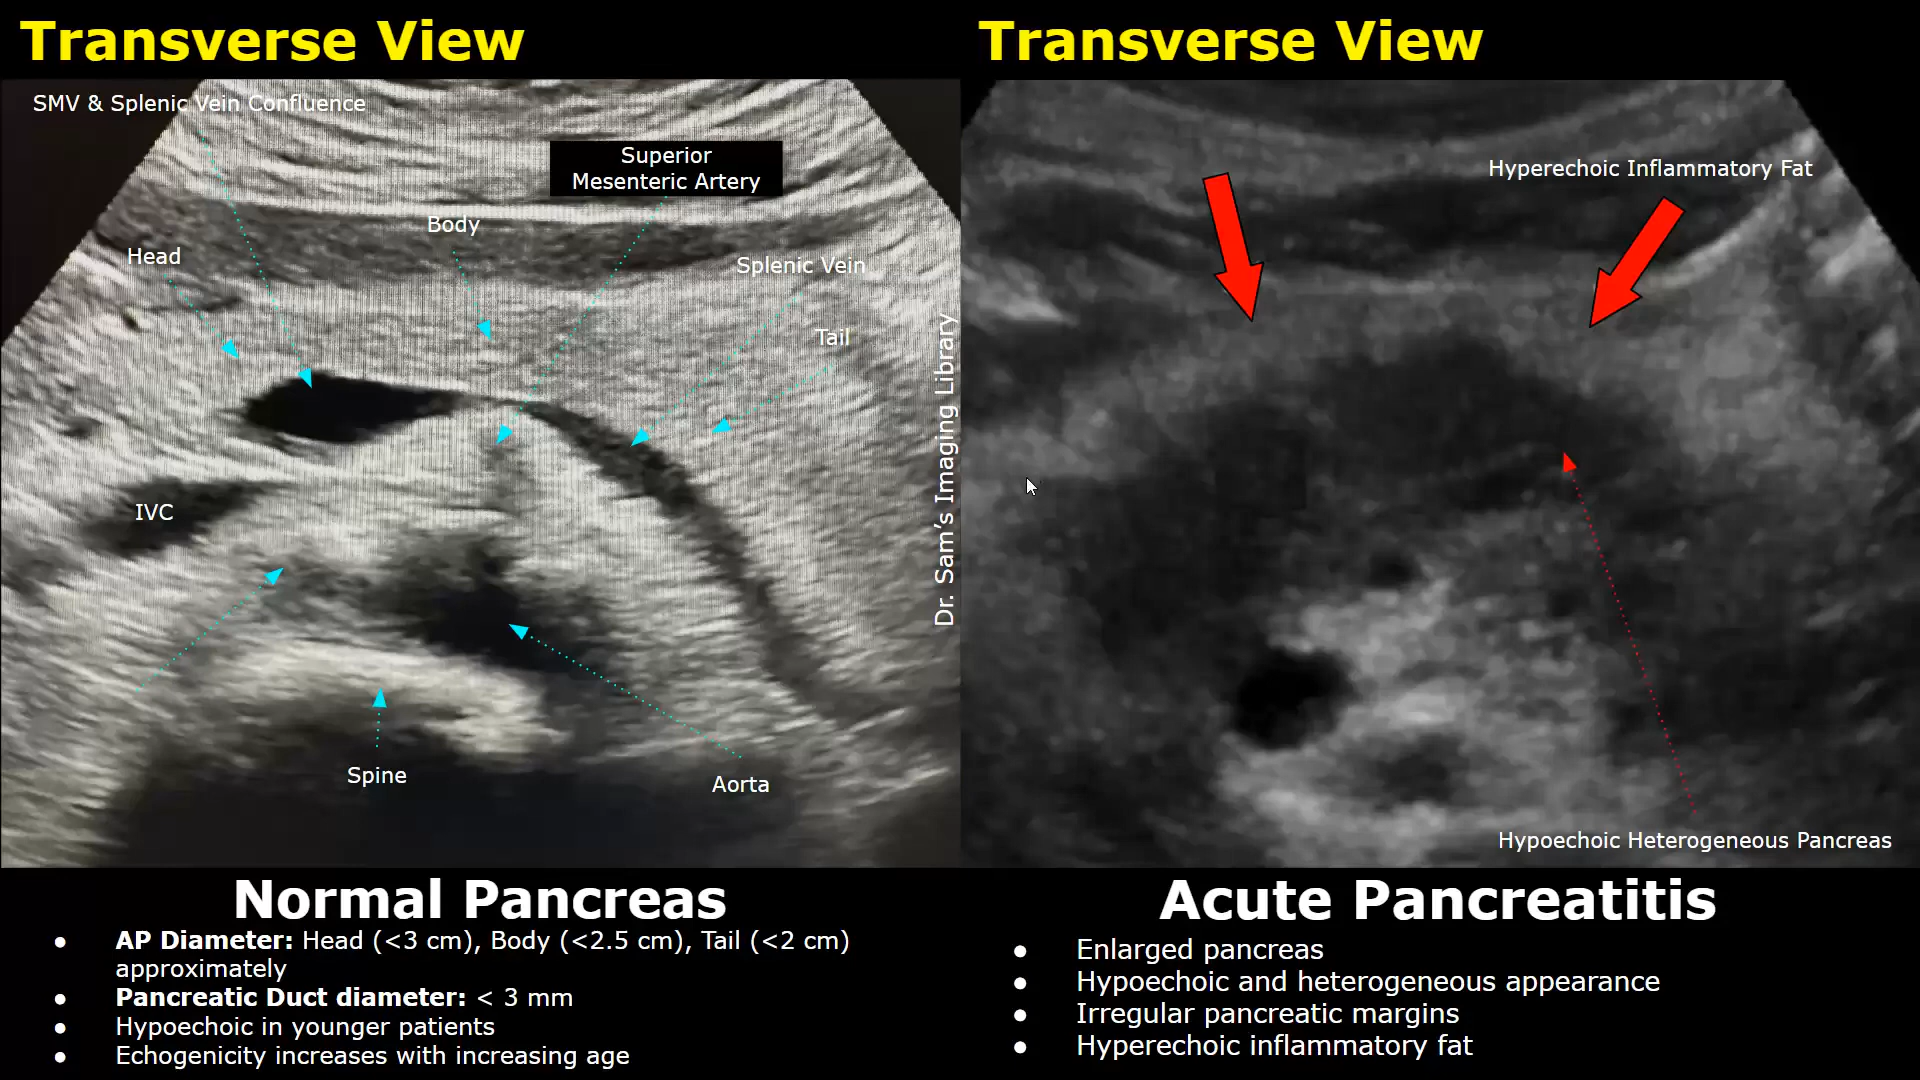 Transverse View
SMV & Splenic Vein Confluence
Superior
Mesenteric Artery
Body
Head
Splenic Vein
Tail
IVC
Spine
Aorta
Dr. Sam's Imaging Library
Normal Pancreas
● AP Diameter: Head (<3 cm), Body (<2.5 cm), Tail (<2 cm)
approximately
● Pancreatic Duct diameter: < 3 mm
● Hypoechoic in younger patients
● Echogenicity increases with increasing age
Transverse View
Hyperechoic Inflammatory Fat
Hypoechoic Heterogeneous Pancreas
Acute Pancreatitis
● Enlarged pancreas
● Hypoechoic and heterogeneous appearance
● Irregular pancreatic margins
● Hyperechoic inflammatory fat